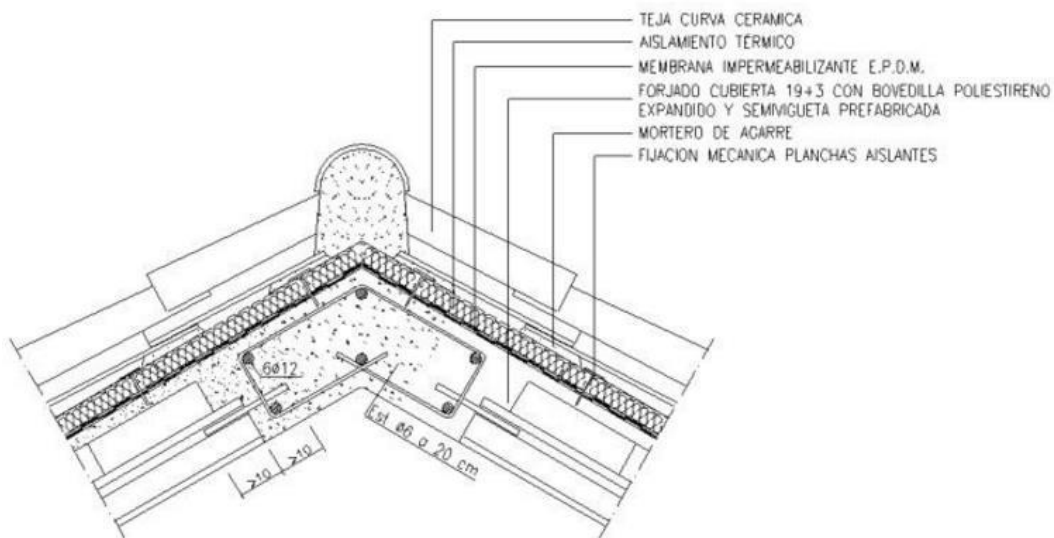 TEJA CURVA CERAMICA
AISLAMIENTO TÉRMICO
MEMBRANA IMPERMEABILIZANTE E.P.D.M.
FORJADO CUBIERTA 19+3 CON BOVEDILLA POLIESTIRENO
EXPANDIDO Y SEMIVIGUETA PREFABRICADA
MORTERO DE AGARRE
FIJACION MECANICA PLANCHAS AISLANTES
6ø12
Est ø6 a 20 cm
>10
>10